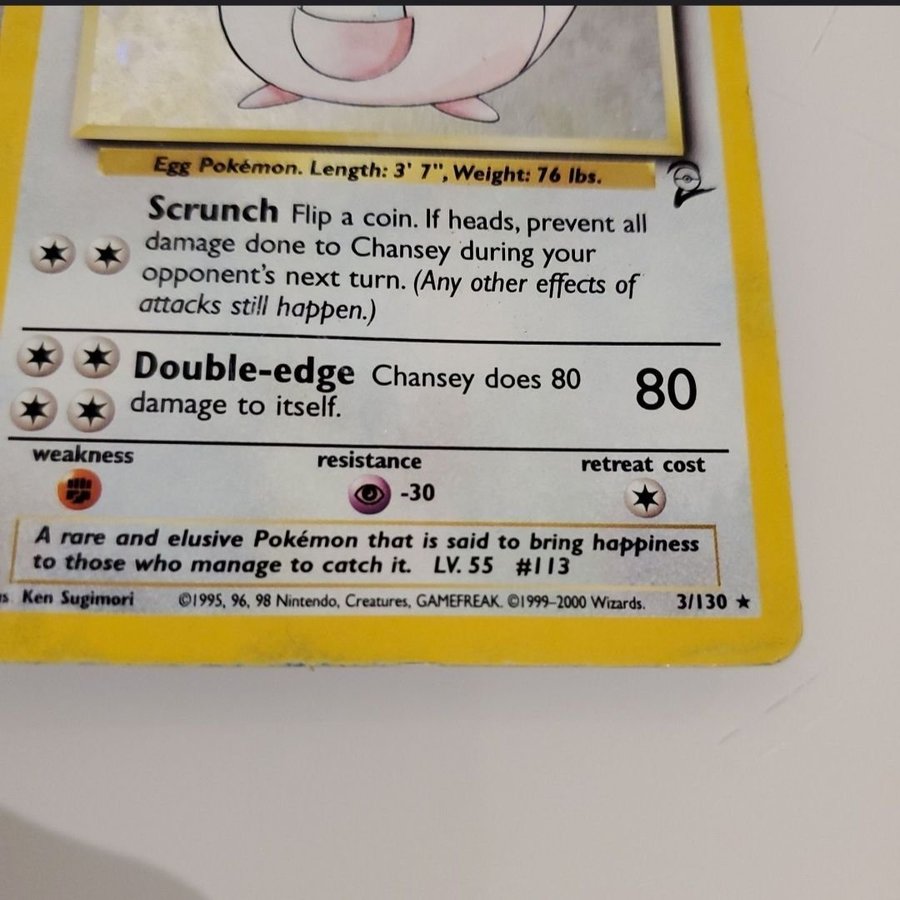 Egg Pokémon. Length: 3' 7", Weight: 76 lbs.
Scrunch Flip a coin. If heads, prevent all
damage done to Chansey during your
opponent's next turn. (Any other effects of
attacks still happen.)
Double-edge Chansey does 80
damage to itself.
80
weakness
resistance
retreat cost
-30
A rare and elusive Pokémon that is said to bring happiness
to those who manage to catch it. LV. 55 #113
Ken Sugimori ©1995, 96, 98 Nintendo, Creatures, GAMEFREAK. ©1999–2000 Wizards. 3/130 ★